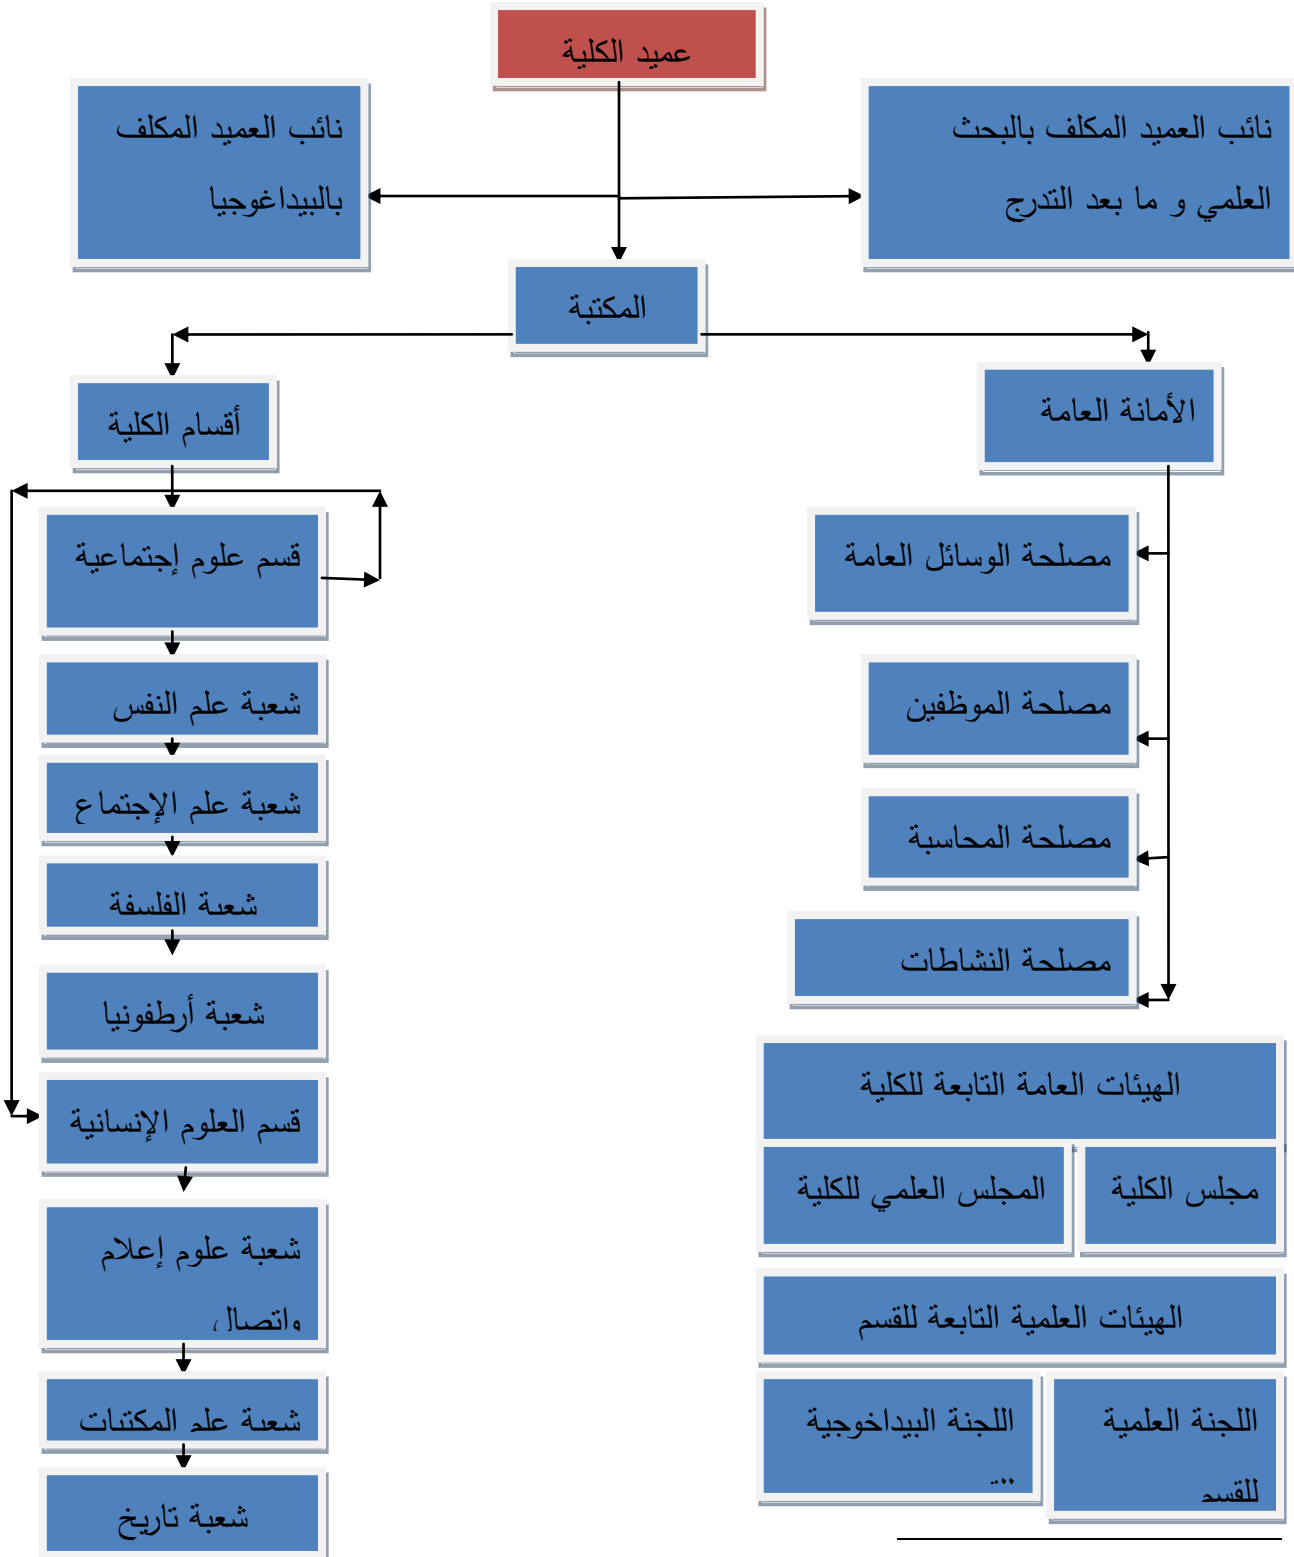 عميد الكلية
نائب العميد المكلف بالبحث
العلمي و ما بعد التدرج
نائب العميد المكلف
بالبيداغوجيا
المكتبة
الأمانة العامة
مصلحة الوسائل العامة
مصلحة الموظفين
مصلحة المحاسبة
مصلحة النشاطات
أقسام الكلية
قسم علوم إجتماعية
شعبة علم النفس
شعبة علم الإجتماع
شعبة الفلسفة
شعبة أرطفونيا
قسم العلوم الإنسانية
شعبة علوم إعلام
واتصال
شعبة علم المكتبات
شعبة تاريخ
الهيئات العامة التابعة للكلية
مجلس الكلية
المجلس العلمي للكلية
الهيئات العلمية التابعة للقسم
اللجنة العلمية
للقسم
اللجنة البيداخوجية